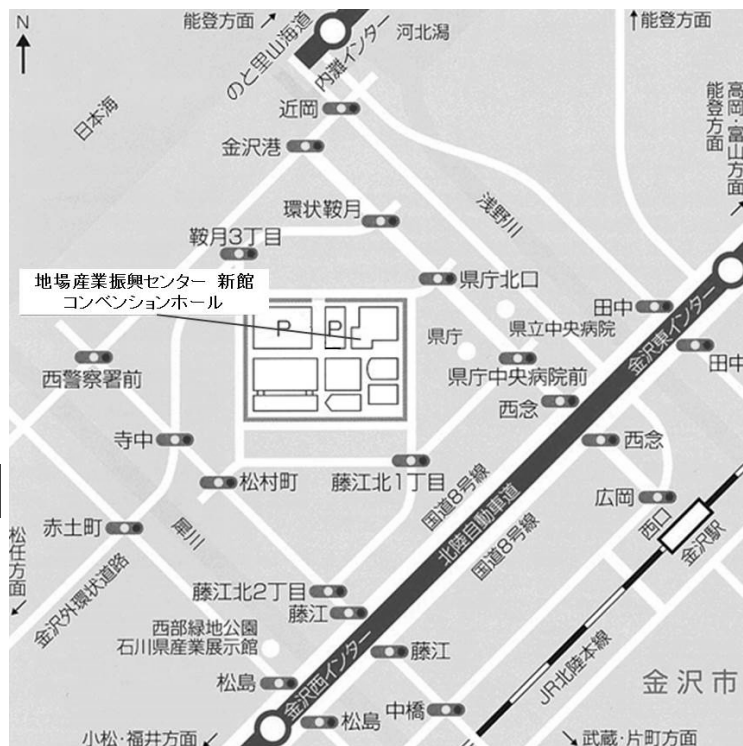 N
能登方面
のと里山海道
内灘インター
河北潟
能登方面
高岡・富山方面
能登方面
日本海
近岡
金沢港
浅野川
環状鞍月
鞍月3丁目
地場産業振興センター 新館
コンベンションホール
県庁北口
P
P
県庁
県立中央病院
田中
金沢東インター
田中
西警察署前
県庁中央病院前
西念
西念
寺中
松村町
藤江北1丁目
国道8号線
北陸自動車道
国道8号線
広岡
西口
金沢駅
赤土町
犀川
松任方面
金沢外環状道路
藤江北2丁目
藤江
西部緑地公園
石川県産業展示館
藤江
松島
金沢西インター
松島
中橋
JR北陸本線
金沢市
小松・福井方面
武蔵・片町方面